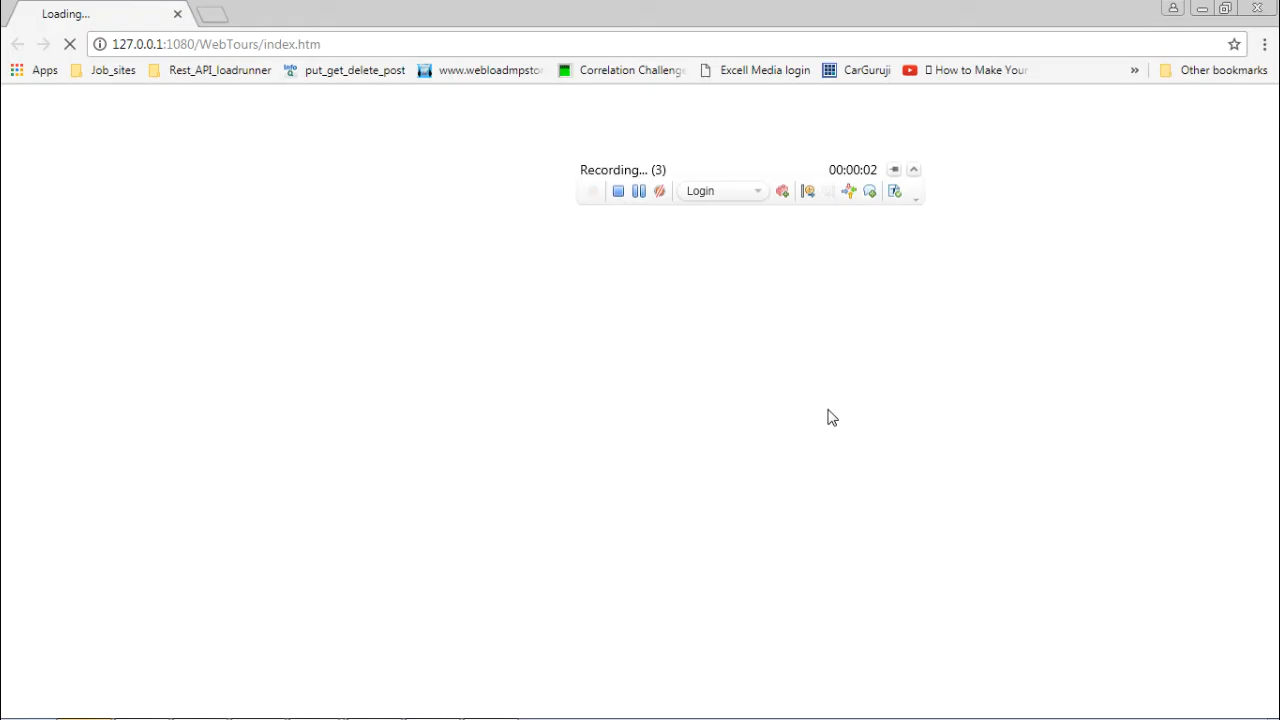 Loading...
127.0.0.1:1080/WebTours/index.htm
Apps Job_sites Rest_API_loadrunner put_get_delete_post www.webloadmpstor Correlation Challenge Excell Media login CarGuruji How to Make Your » Other bookmarks
Recording... (3) 00:00:02
Login